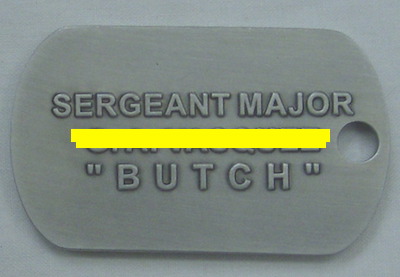 SERGEANT MAJOR
" B U T C H "